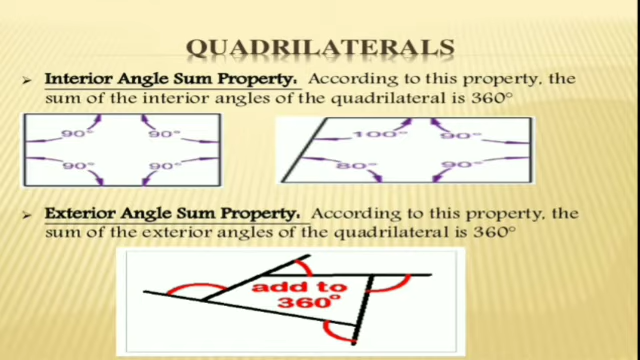 QUADRILATERALS
Interior Angle Sum Property. According to this property, the
sum of the interior angles of the quadrilateral is 360°
90° 90° 100° 90°
90° 90° 80° 90°
Exterior Angle Sum Property. According to this property, the
sum of the exterior angles of the quadrilateral is 360°
add to
360°